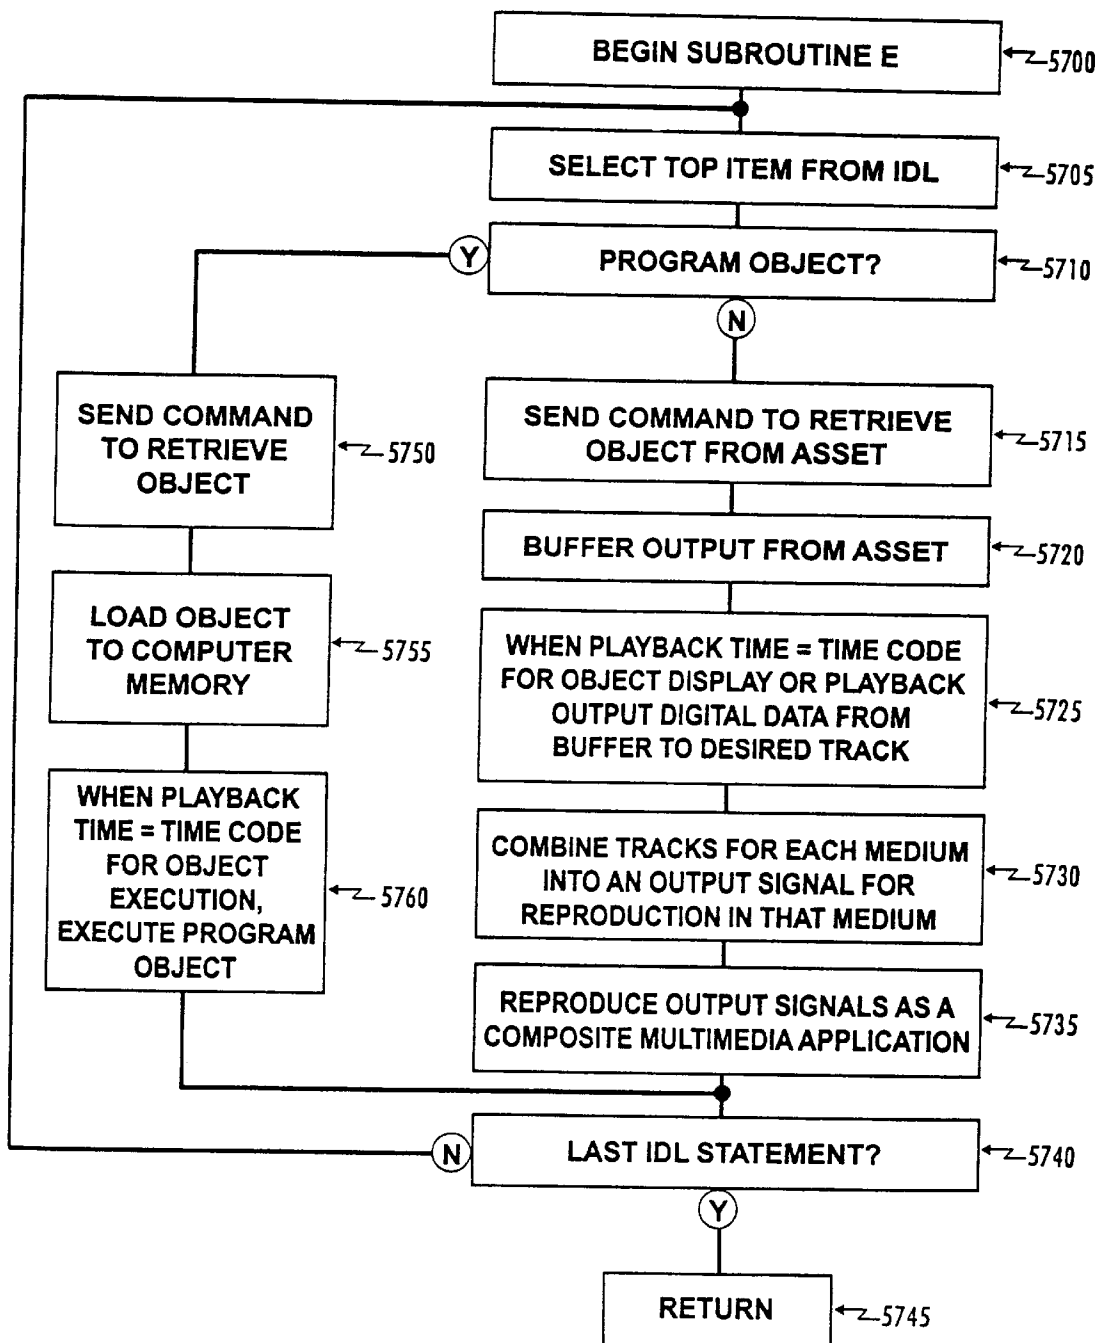 BEGIN SUBROUTINE E
5700
SELECT TOP ITEM FROM IDL
5705
PROGRAM OBJECT?
5710
Y
N
SEND COMMAND
TO RETRIEVE
OBJECT
5750
SEND COMMAND TO RETRIEVE
OBJECT FROM ASSET
5715
BUFFER OUTPUT FROM ASSET
5720
LOAD OBJECT
TO COMPUTER
MEMORY
5755
WHEN PLAYBACK TIME = TIME CODE
FOR OBJECT DISPLAY OR PLAYBACK
OUTPUT DIGITAL DATA FROM
BUFFER TO DESIRED TRACK
5725
WHEN PLAYBACK
TIME = TIME CODE
FOR OBJECT
EXECUTION,
EXECUTE PROGRAM
OBJECT
5760
COMBINE TRACKS FOR EACH MEDIUM
INTO AN OUTPUT SIGNAL FOR
REPRODUCTION IN THAT MEDIUM
5730
REPRODUCE OUTPUT SIGNALS AS A
COMPOSITE MULTIMEDIA APPLICATION
5735
N
LAST IDL STATEMENT?
5740
Y
RETURN
5745